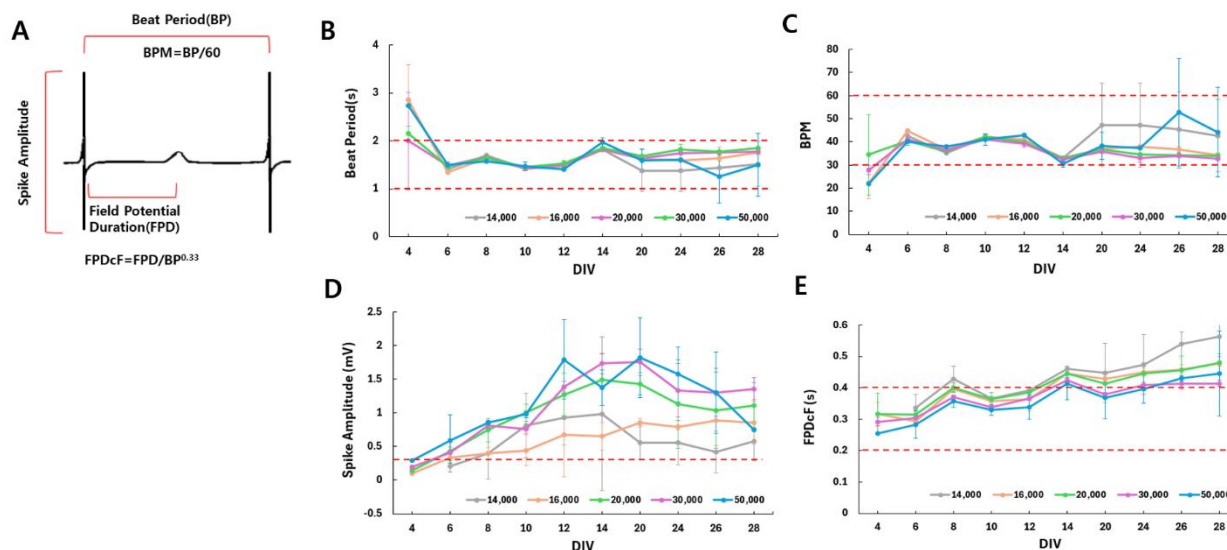 A
Beat Period(BP)
BPM=BP/60
Spike Amplitude
Field Potential
Duration(FPD)
FPDcF=FPD/BP0.33
B
Beat Period(s)
4
3
2
1
0
14,000 16,000 20,000 30,000 50,000
4 6 8 10 12 14 20 24 26 28
DIV
C
BPM
80
70
60
50
40
30
20
10
0
14,000 16,000 20,000 30,000 50,000
4 6 8 10 12 14 20 24 26 28
DIV
D
Spike Amplitude (mV)
2.5
2
1.5
1
0.5
0
-0.5
14,000 16,000 20,000 30,000 50,000
4 6 8 10 12 14 20 24 26 28
DIV
E
FPDcF (s)
0.6
0.5
0.4
0.3
0.2
0.1
0
14,000 16,000 20,000 30,000 50,000
4 6 8 10 12 14 20 24 26 28
DIV